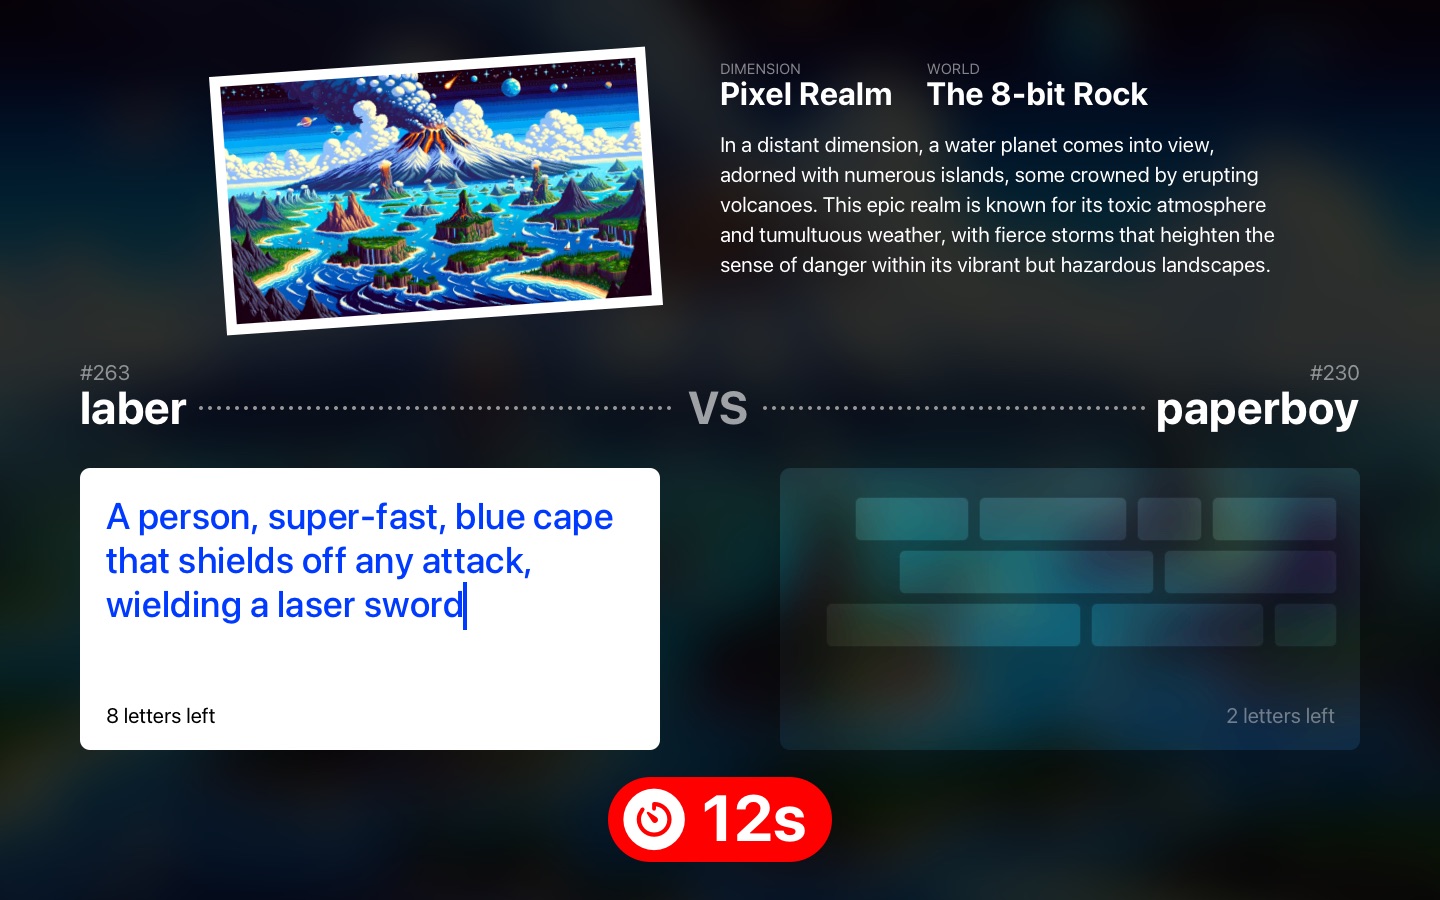 DIMENSION
Pixel Realm
WORLD
The 8-bit Rock
In a distant dimension, a water planet comes into view,
adorned with numerous islands, some crowned by erupting
volcanoes. This epic realm is known for its toxic atmosphere
and tumultuous weather, with fierce storms that heighten the
sense of danger within its vibrant but hazardous landscapes.
#263
laber
VS
#230
paperboy
A person, super-fast, blue cape
that shields off any attack,
wielding a laser sword
8 letters left
2 letters left
12s